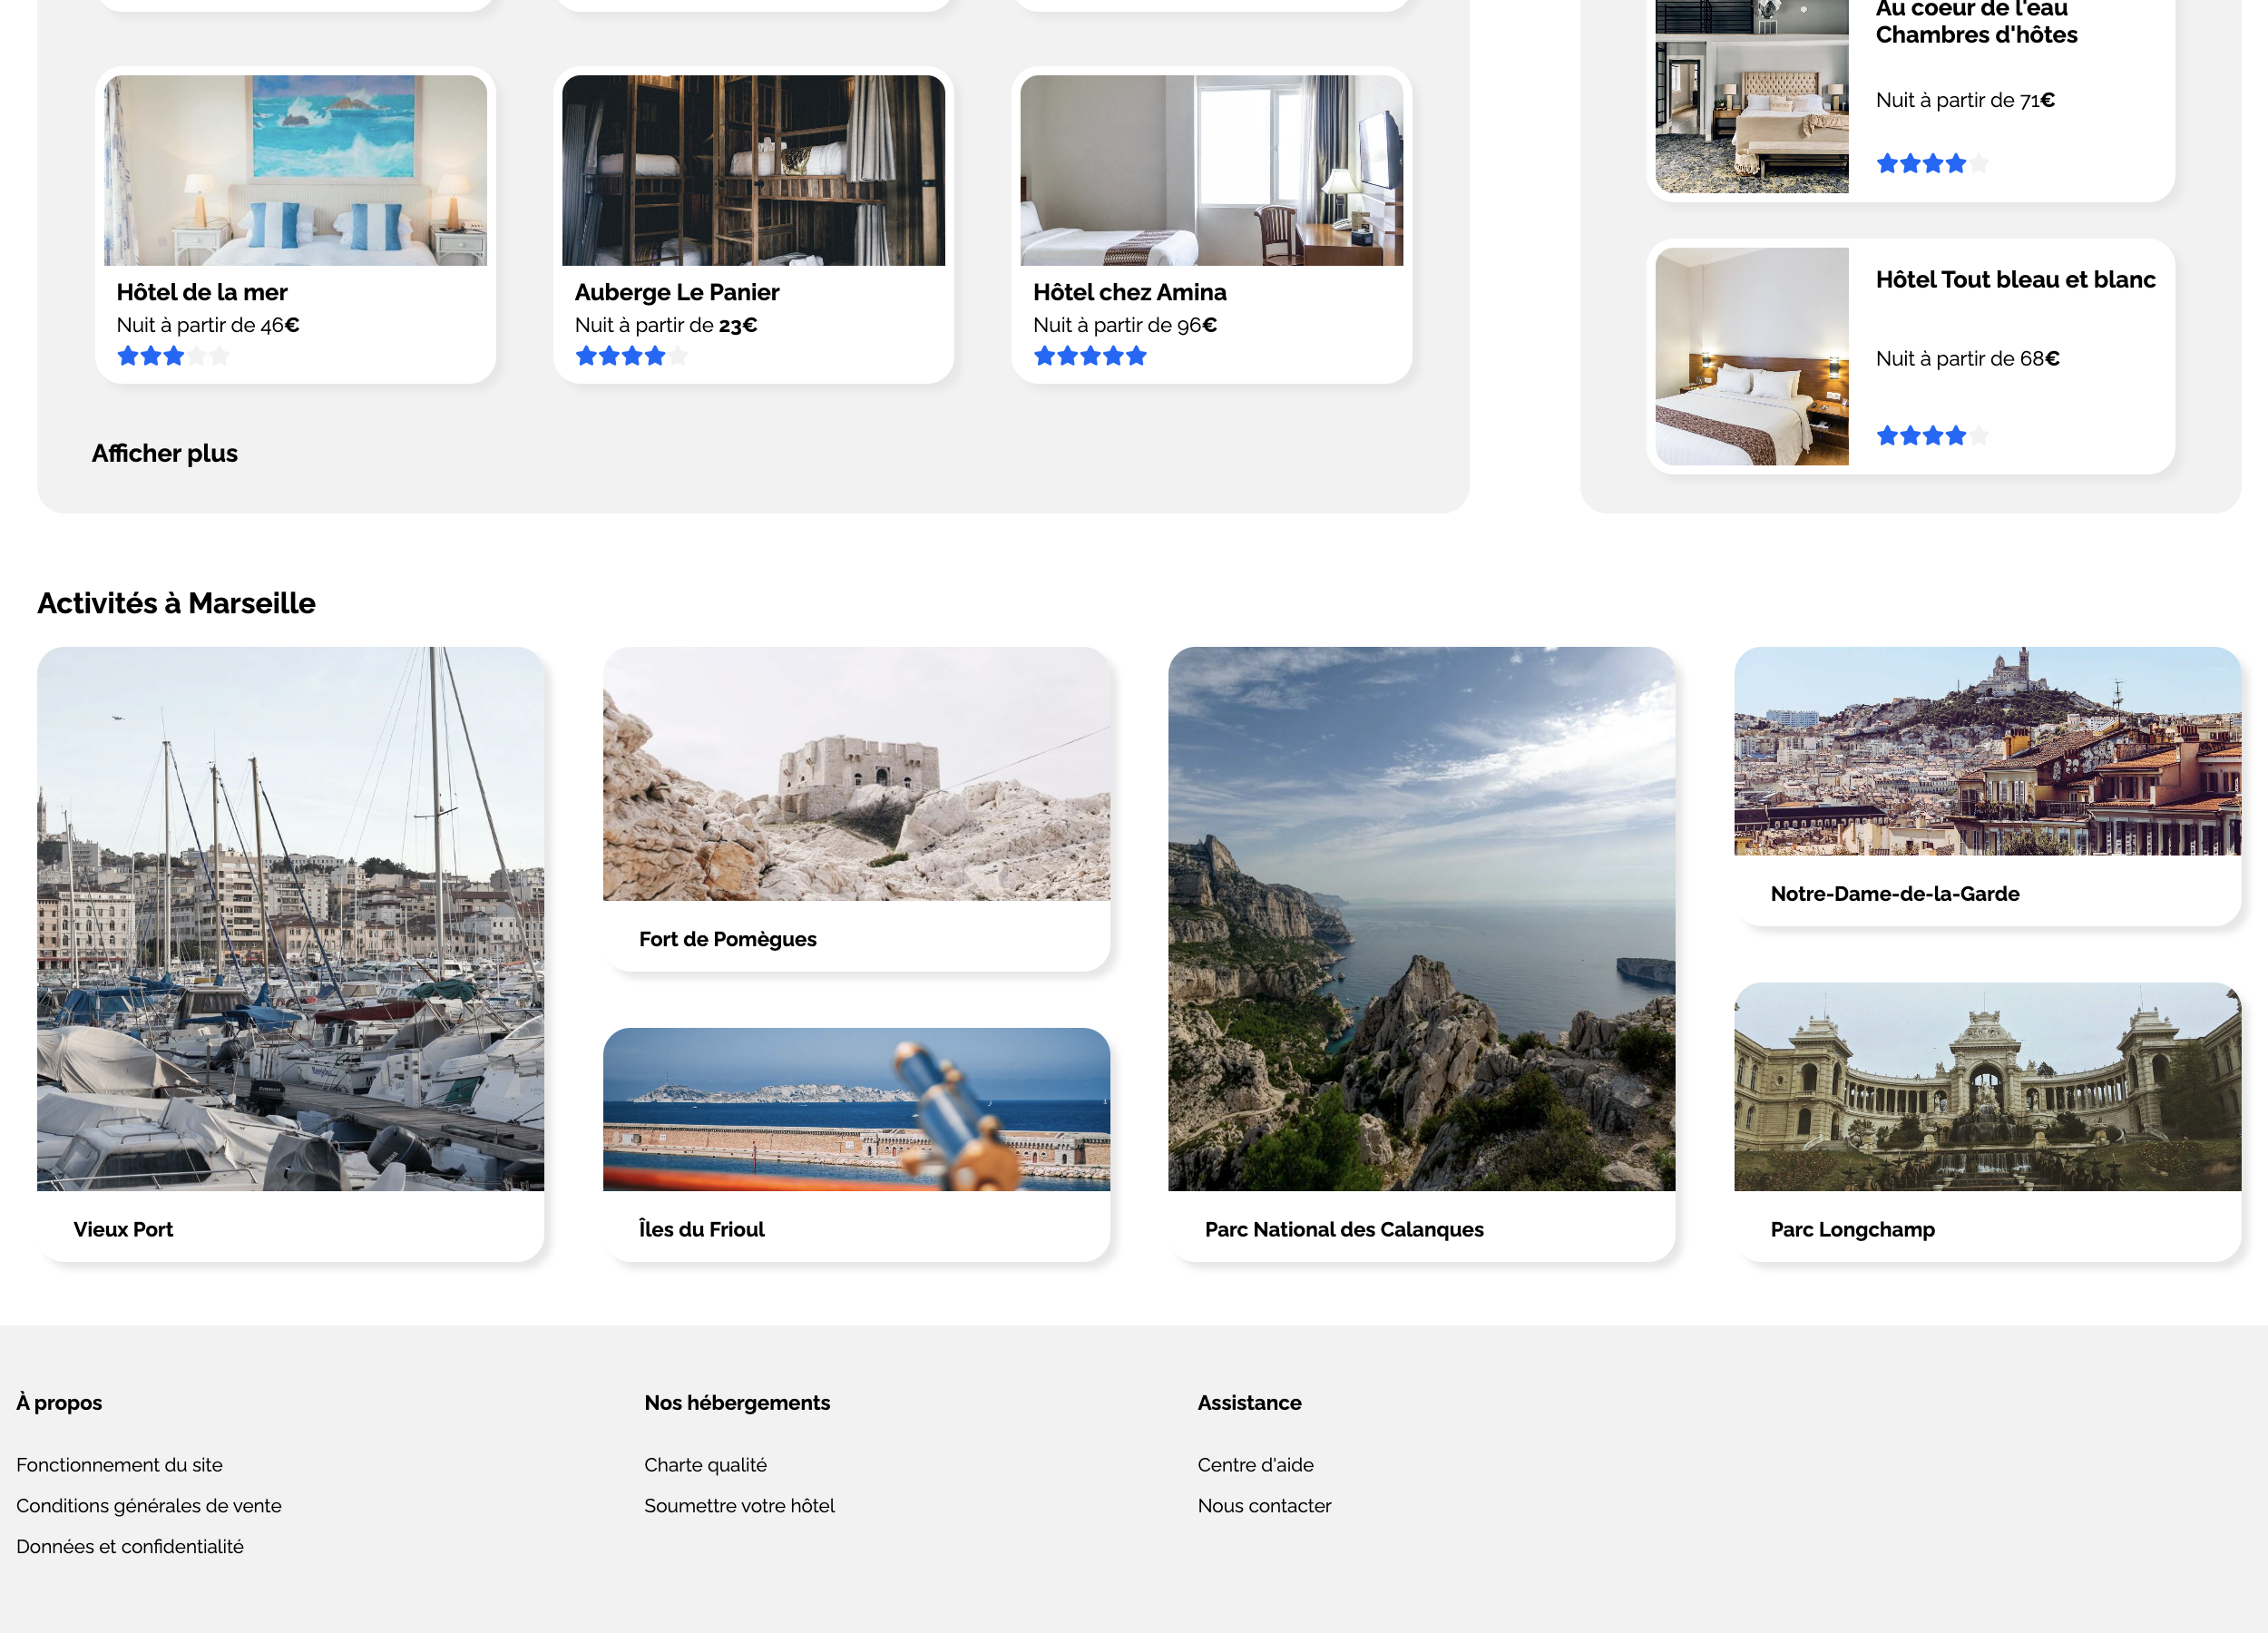 Au coeur de l'eau
Chambres d'hôtes
Nuit à partir de 71€
Hôtel de la mer
Nuit à partir de 46€
Auberge Le Panier
Nuit à partir de 23€
Hôtel chez Amina
Nuit à partir de 96€
Hôtel Tout bleau et blanc
Nuit à partir de 68€
Afficher plus
Activités à Marseille
Vieux Port
Fort de Pomègues
Îles du Frioul
Parc National des Calanques
Notre-Dame-de-la-Garde
Parc Longchamp
À propos
Fonctionnement du site
Conditions générales de vente
Données et confidentialité
Nos hébergements
Charte qualité
Soumettre votre hôtel
Assistance
Centre d'aide
Nous contacter